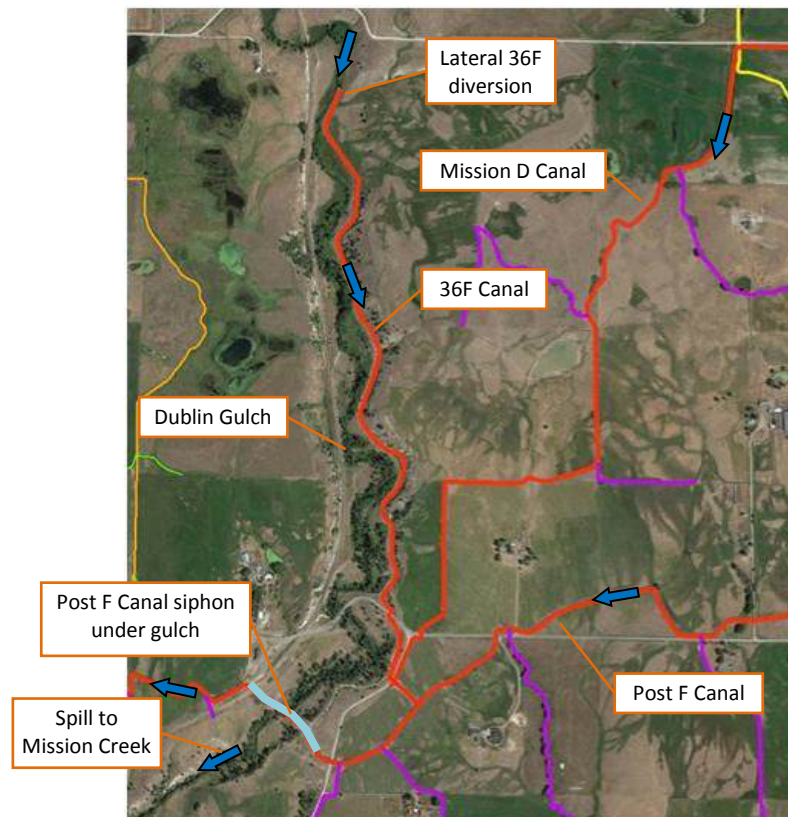 Lateral 36F
diversion
Mission D Canal
36F Canal
Dublin Gulch
Post F Canal siphon
under gulch
Post F Canal
Spill to
Mission Creek